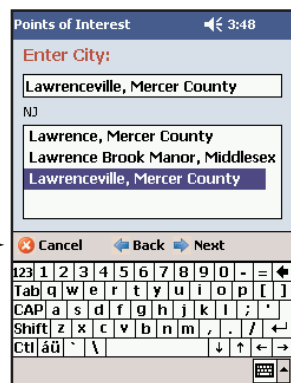 Points of Interest 3:48
Enter City:
Lawrenceville, Mercer County
NJ
Lawrence, Mercer County
Lawrence Brook Manor, Middlesex
Lawrenceville, Mercer County
Cancel Back Next
123 1 2 3 4 5 6 7 8 9 0 - =
Tab q w e r t y u i o p [ ]
CAP a s d f g h j k l ; '
Shift z x c v b n m , . /
Ctl áü ` \